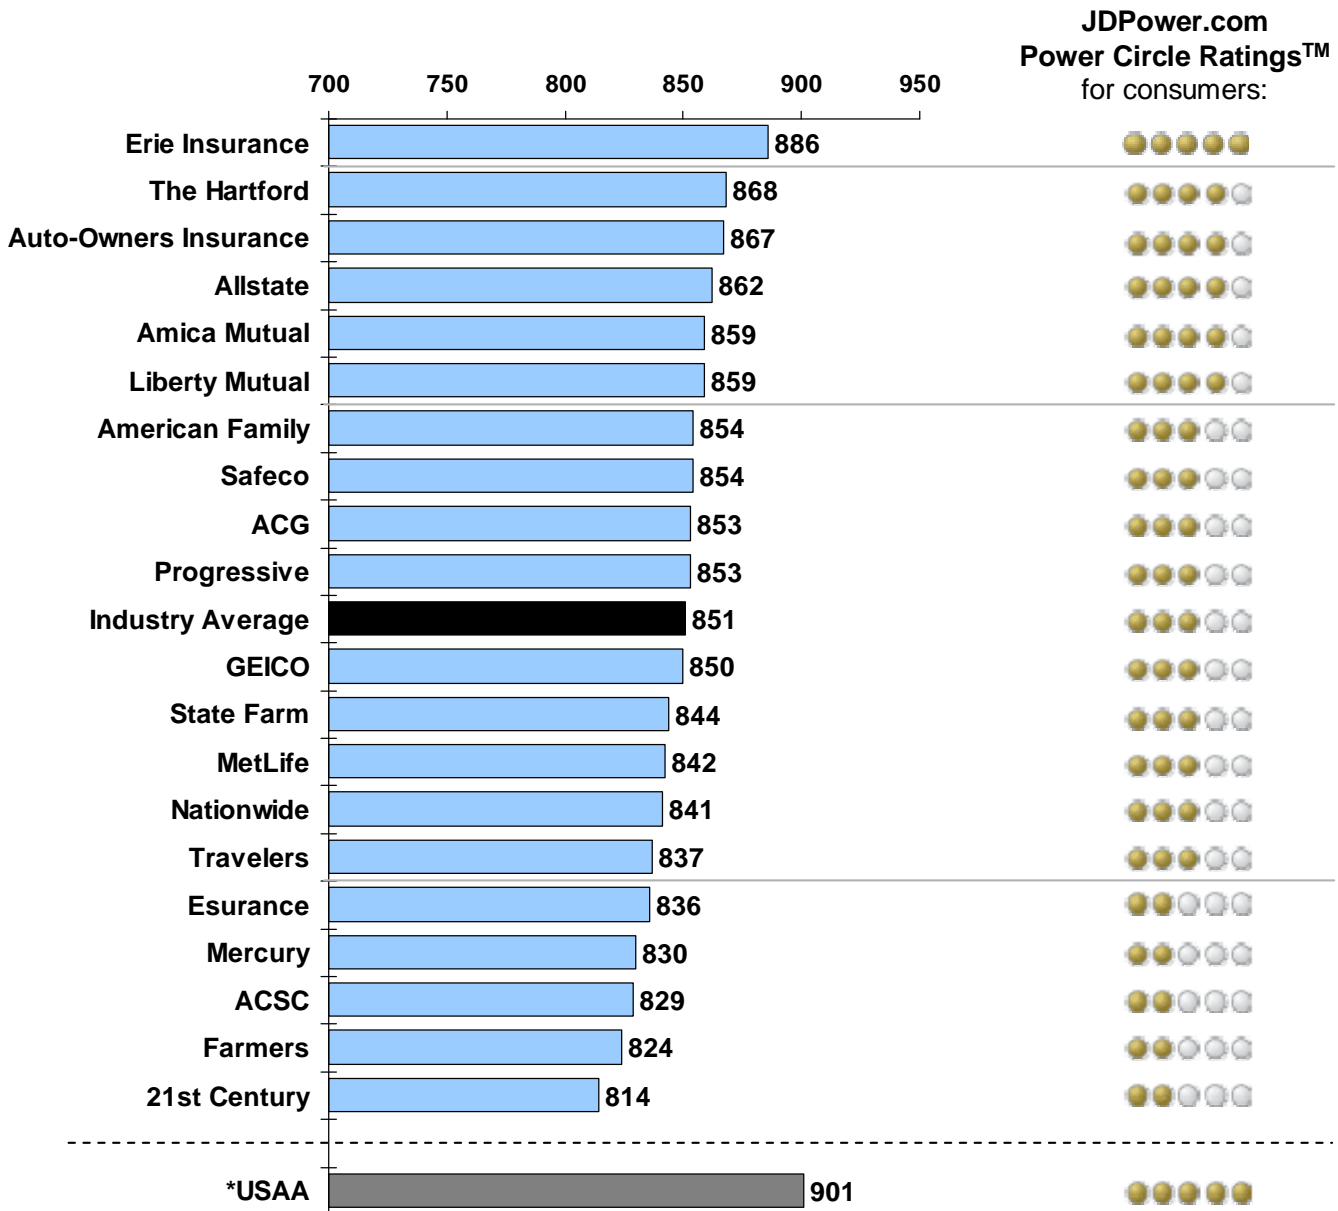 JDPower.com
Power Circle Ratings™
for consumers:
700 750 800 850 900 950
Erie Insurance 886
The Hartford 868
Auto-Owners Insurance 867
Allstate 862
Amica Mutual 859
Liberty Mutual 859
American Family 854
Safeco 854
ACG 853
Progressive 853
Industry Average 851
GEICO 850
State Farm 844
MetLife 842
Nationwide 841
Travelers 837
Esurance 836
Mercury 830
ACSC 829
Farmers 824
21st Century 814
*USAA 901